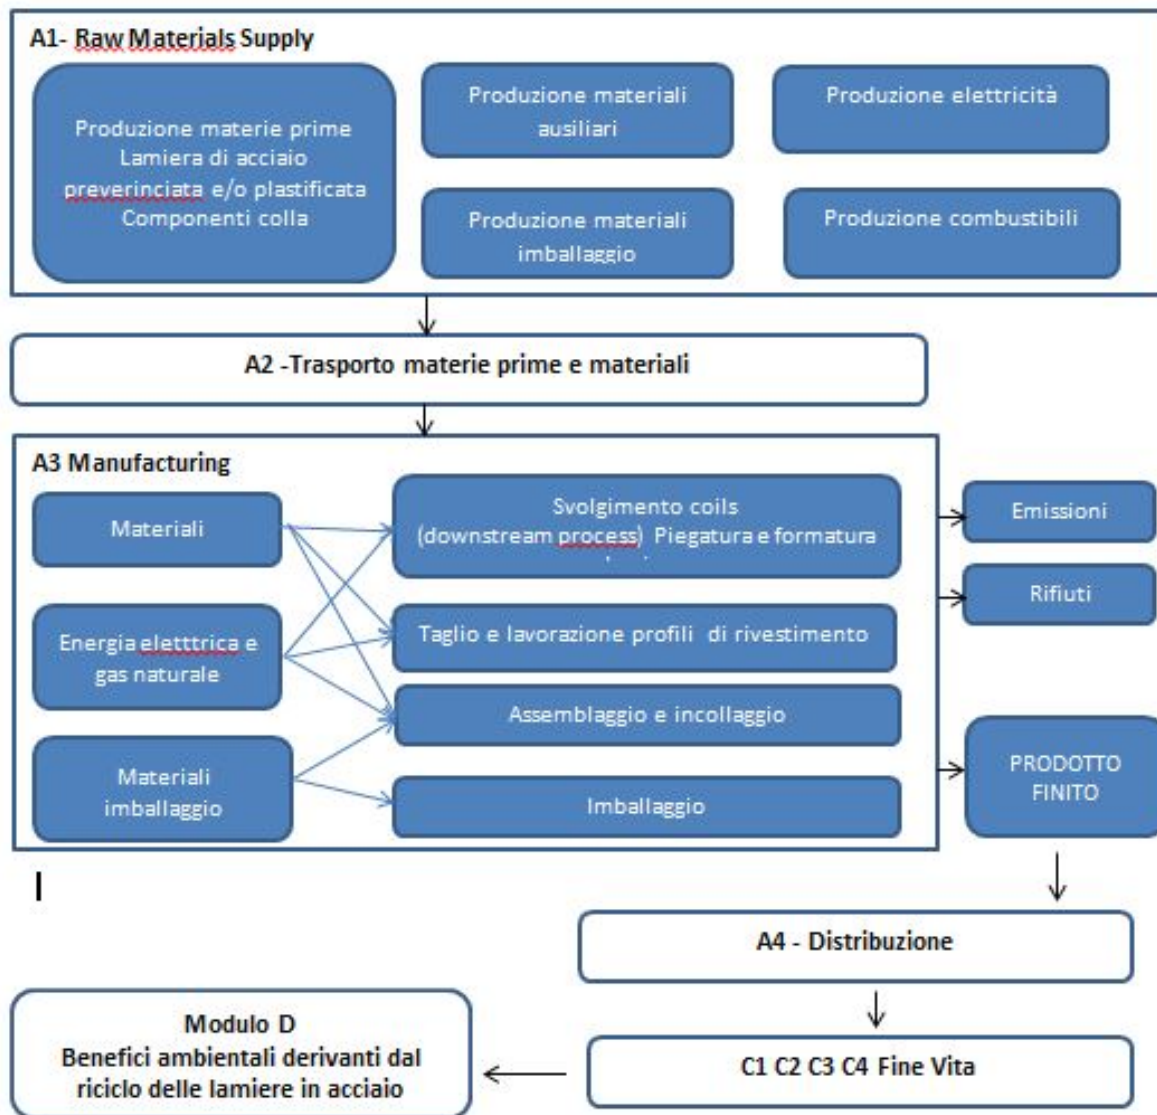 A1- Raw Materials Supply
Produzione materie prime
Lamiera di acciaio
preverinciata e/o plastificata
Componenti colla
Produzione materiali
ausiliari
Produzione elettricità
Produzione materiali
imballaggio
Produzione combustibili
A2 -Trasporto materie prime e materiali
A3 Manufacturing
Materiali
Energia eletttrica e
gas naturale
Materiali
imballaggio
Svolgimento coils
(downstream process) Piegatura e formatura
Taglio e lavorazione profili di rivestimento
Assemblaggio e incollaggio
Imballaggio
Emissioni
Rifiuti
PRODOTTO
FINITO
A4 - Distribuzione
C1 C2 C3 C4 Fine Vita
Modulo D
Benefici ambientali derivanti dal
riciclo delle lamiere in acciaio